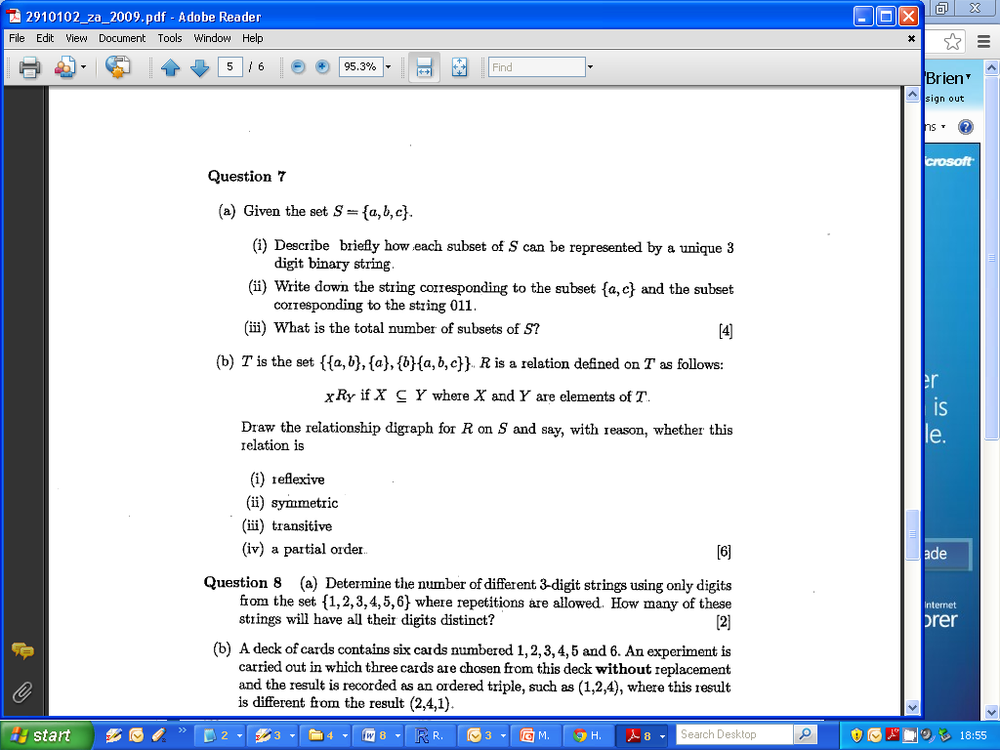 2910102_za_2009.pdf - Adobe Reader
File Edit View Document Tools Window Help
5 / 6 95.3% Find
'Brien
sign out
ns
crosoft
Question 7
(a) Given the set S = {a, b, c}.
(i) Describe briefly how each subset of S can be represented by a unique 3
digit binary string.
(ii) Write down the string corresponding to the subset {a, c} and the subset
corresponding to the string 011.
(iii) What is the total number of subsets of S? [4]
(b) T is the set {{a, b}, {a}, {b}{a, b, c}}. R is a relation defined on T as follows:
XRY if X ⊆ Y where X and Y are elements of T.
Draw the relationship digraph for R on S and say, with reason, whether this
relation is
(i) reflexive
(ii) symmetric
(iii) transitive
(iv) a partial order. [6]
er
is
le.
ade
nternet
orer
Question 8 (a) Determine the number of different 3-digit strings using only digits
from the set {1, 2, 3, 4, 5, 6} where repetitions are allowed. How many of these
strings will have all their digits distinct? [2]
(b) A deck of cards contains six cards numbered 1, 2, 3, 4, 5 and 6. An experiment is
carried out in which three cards are chosen from this deck without replacement
and the result is recorded as an ordered triple, such as (1,2,4), where this result
is different from the result (2,4,1).
start » 2 3 4 8 R. 3 M. H. 8 Search Desktop 18:55